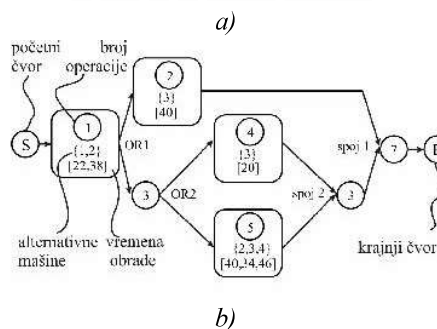 a)
početni
čvor
broj
operacije
2
{3}
[40]
1
{1,2}
[22,38]
S
OR1
4
{3}
[20]
spoj 1
7
3
OR2
spoj 2
3
5
{2,3,4}
[40,34,46]
alternativne
mašine
vremena
obrade
krajnji čvor
b)